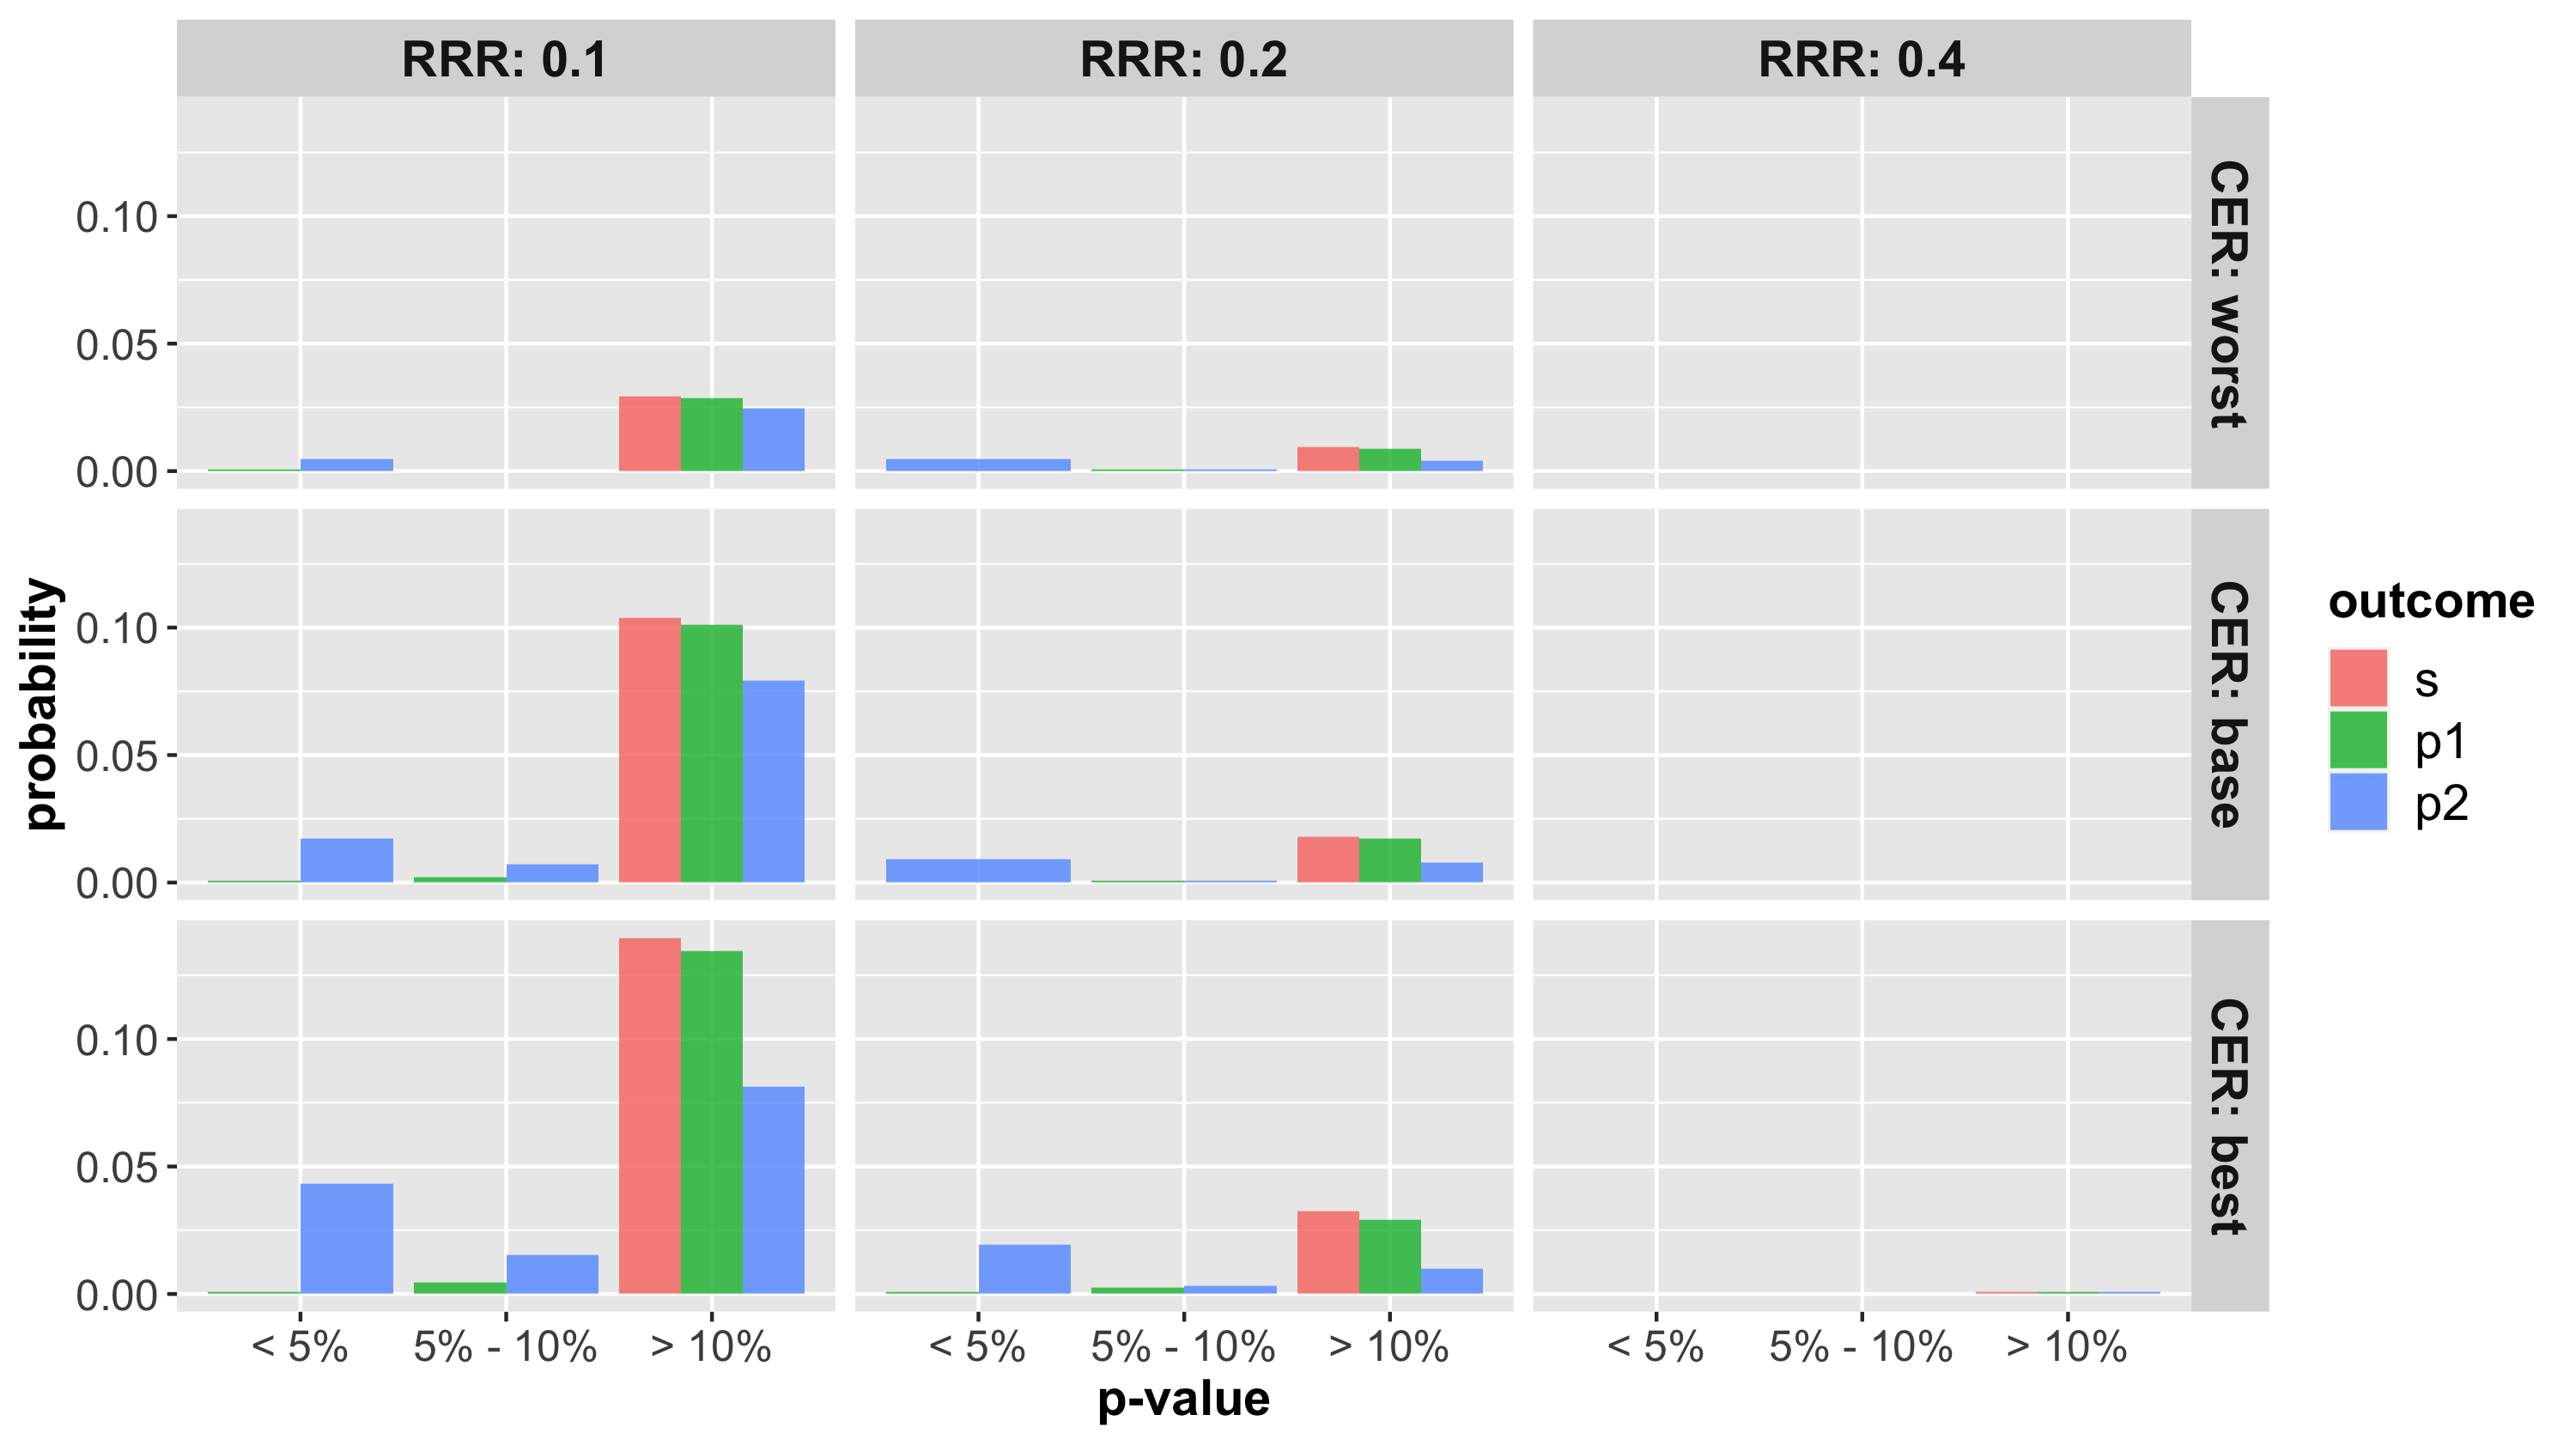 RRR: 0.1
RRR: 0.2
RRR: 0.4
CER: worst
0.10
0.05
0.00
CER: base
0.10
0.05
0.00
CER: best
0.10
0.05
0.00
probability
< 5%
5% - 10%
> 10%
< 5%
5% - 10%
> 10%
< 5%
5% - 10%
> 10%
p-value
outcome
s
p1
p2